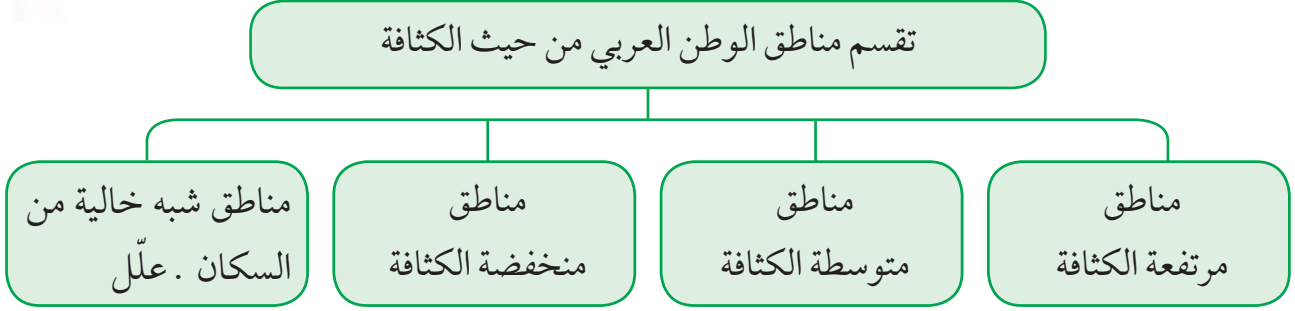 تقسم مناطق الوطن العربي من حيث الكثافة
مناطق
مرتفعة الكثافة
مناطق
متوسطة الكثافة
مناطق
منخفضة الكثافة
مناطق شبه خالية من
السكان . علّل